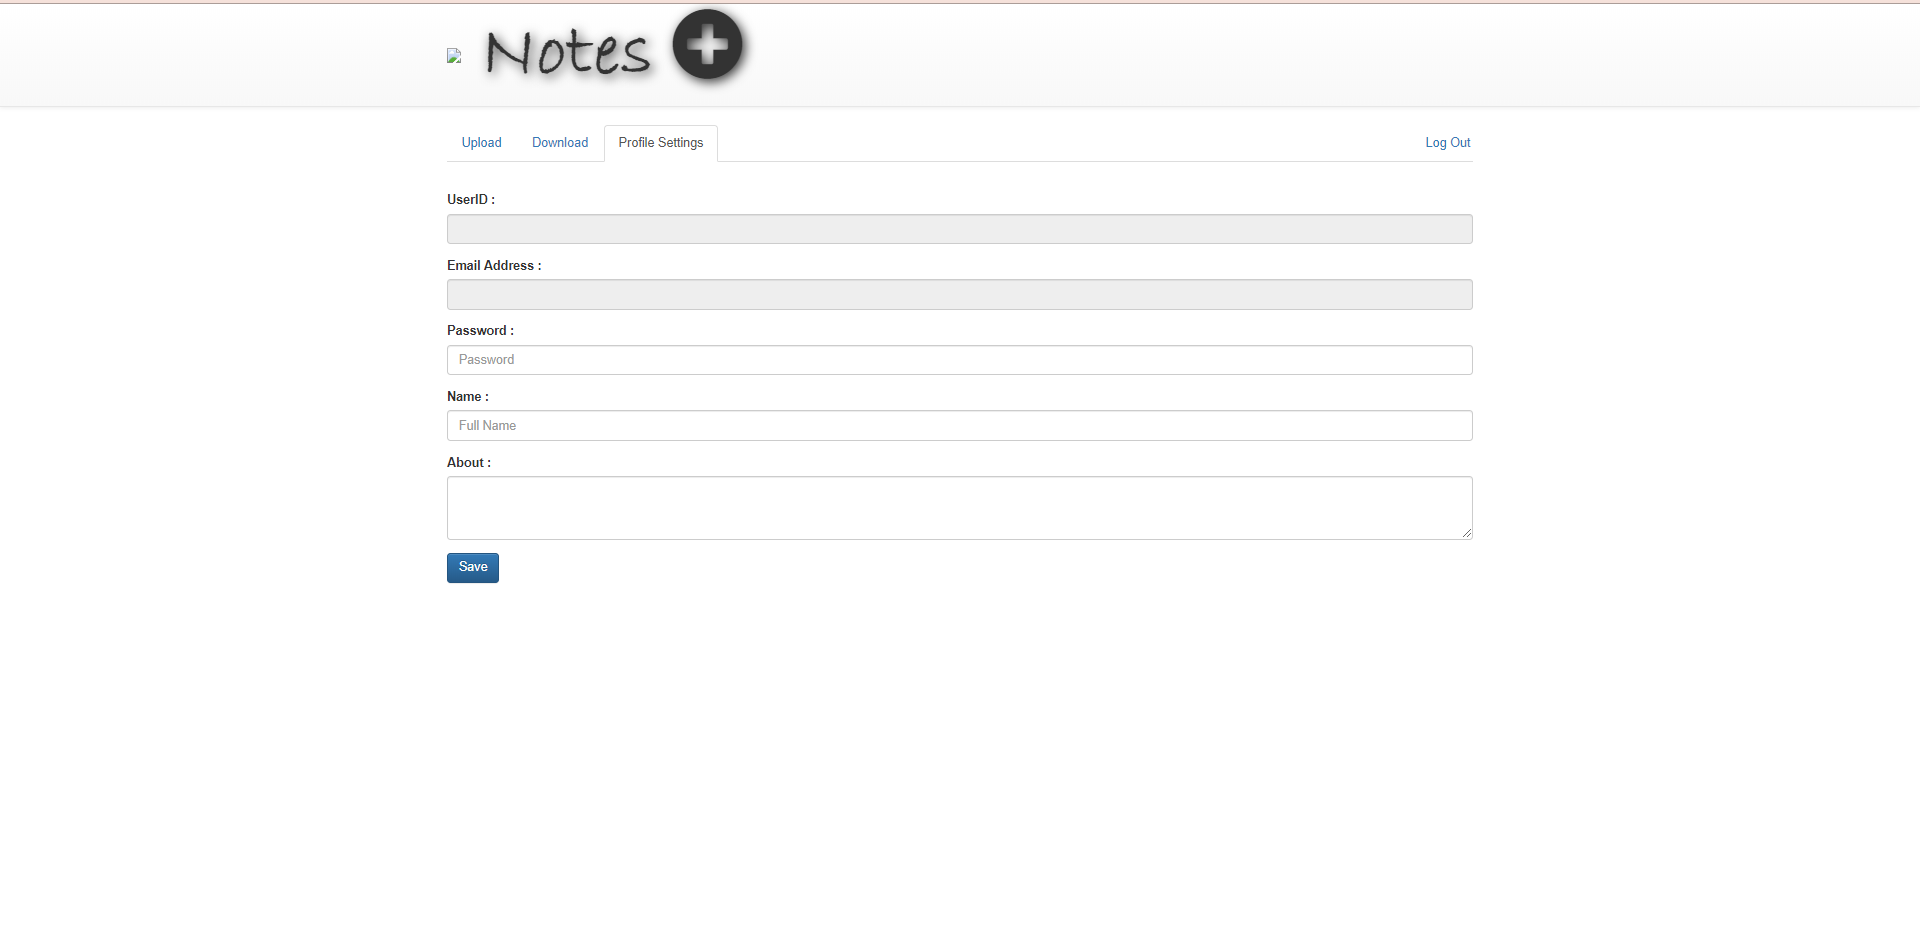 Notes
Upload Download Profile Settings Log Out
UserID :
Email Address :
Password :
Password
Name :
Full Name
About :
Save